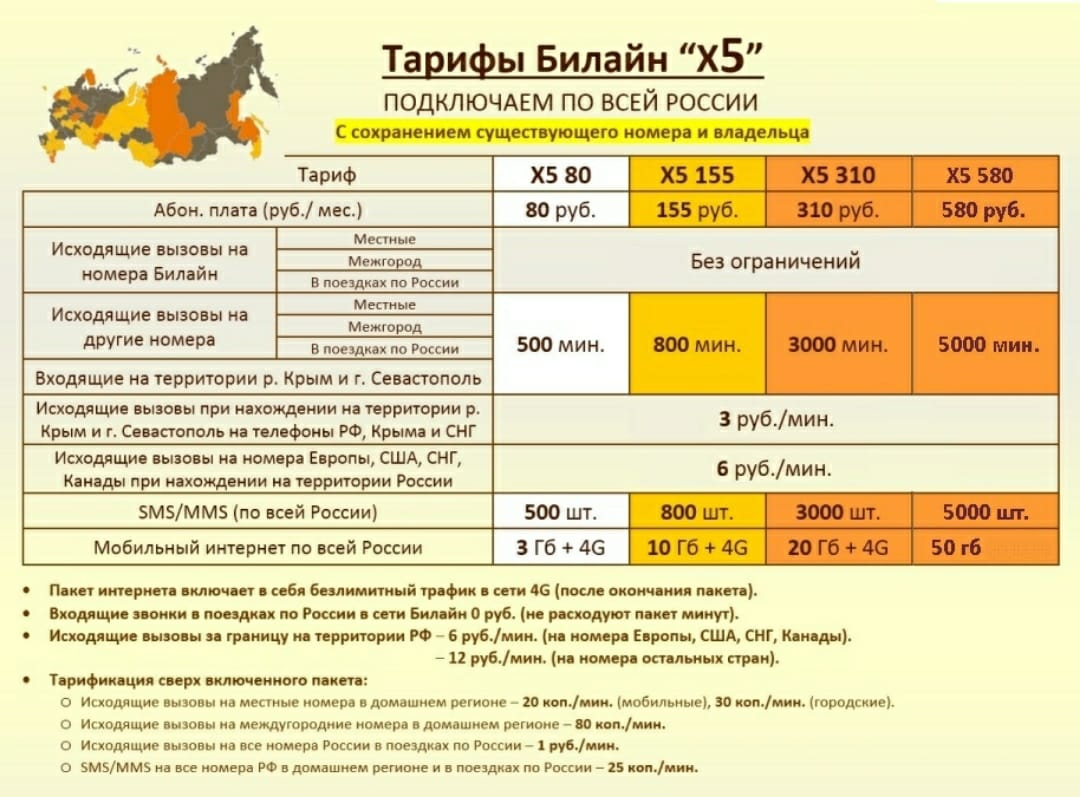 Тарифы Билайн “X5”
ПОДКЛЮЧАЕМ ПО ВСЕЙ РОССИИ
С сохранением существующего номера и владельца
Тариф X5 80 X5 155 X5 310 X5 580
Абон. плата (руб./ мес.) 80 руб. 155 руб. 310 руб. 580 руб.
Исходящие вызовы на
номера Билайн
Местные
Межгород
В поездках по России
Без ограничений
Исходящие вызовы на
другие номера
Местные
Межгород
В поездках по России
500 мин. 800 мин. 3000 мин. 5000 мин.
Входящие на территории р. Крым и г. Севастополь
Исходящие вызовы при нахождении на территории р.
Крым и г. Севастополь на телефоны РФ, Крыма и СНГ
3 руб./мин.
Исходящие вызовы на номера Европы, США, СНГ,
Канады при нахождении на территории России
6 руб./мин.
SMS/MMS (по всей России) 500 шт. 800 шт. 3000 шт. 5000 шт.
Мобильный интернет по всей России 3 Гб + 4G 10 Гб + 4G 20 Гб + 4G 50 гб
• Пакет интернета включает в себя безлимитный трафик в сети 4G (после окончания пакета).
• Входящие звонки в поездках по России в сети Билайн 0 руб. (не расходуют пакет минут).
• Исходящие вызовы за границу на территории РФ – 6 руб./мин. (на номера Европы, США, СНГ, Канады).
– 12 руб./мин. (на номера остальных стран).
• Тарификация сверх включенного пакета:
o Исходящие вызовы на местные номера в домашнем регионе – 20 коп./мин. (мобильные), 30 коп./мин. (городские).
o Исходящие вызовы на междугородние номера в домашнем регионе – 80 коп./мин.
o Исходящие вызовы на все номера России в поездках по России – 1 руб./мин.
o SMS/MMS на все номера РФ в домашнем регионе и в поездках по России – 25 коп./мин.